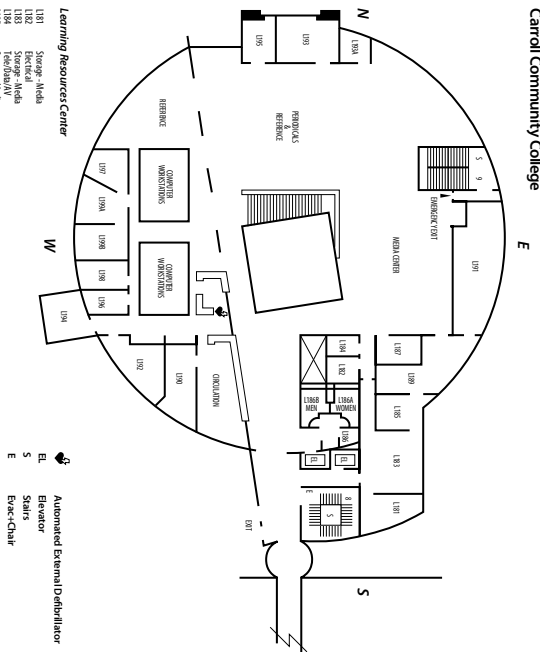 Carroll Community College
N
E
S
W
L195
L193
L193A
S 9
EMERGENCY EXIT
L191
PERIODICALS
&
REFERENCE
REFERENCE
MEDIA CENTER
COMPUTER
WORKSTATIONS
COMPUTER
WORKSTATIONS
L197
L199A
L199B
L198
L196
L194
L192
L190
CIRCULATION
L184
L182
L187
L189
L185
L183
L181
L186B
MEN
L186A
WOMEN
L186
EL
EL
E
8
S
EXIT
Learning Resources Center
L181 Storage - Media
L182 Electrical
L183 Storage - Media
L184 Tele/Data/AV
Automated External Defibrillator
EL Elevator
S Stairs
E Evac+Chair